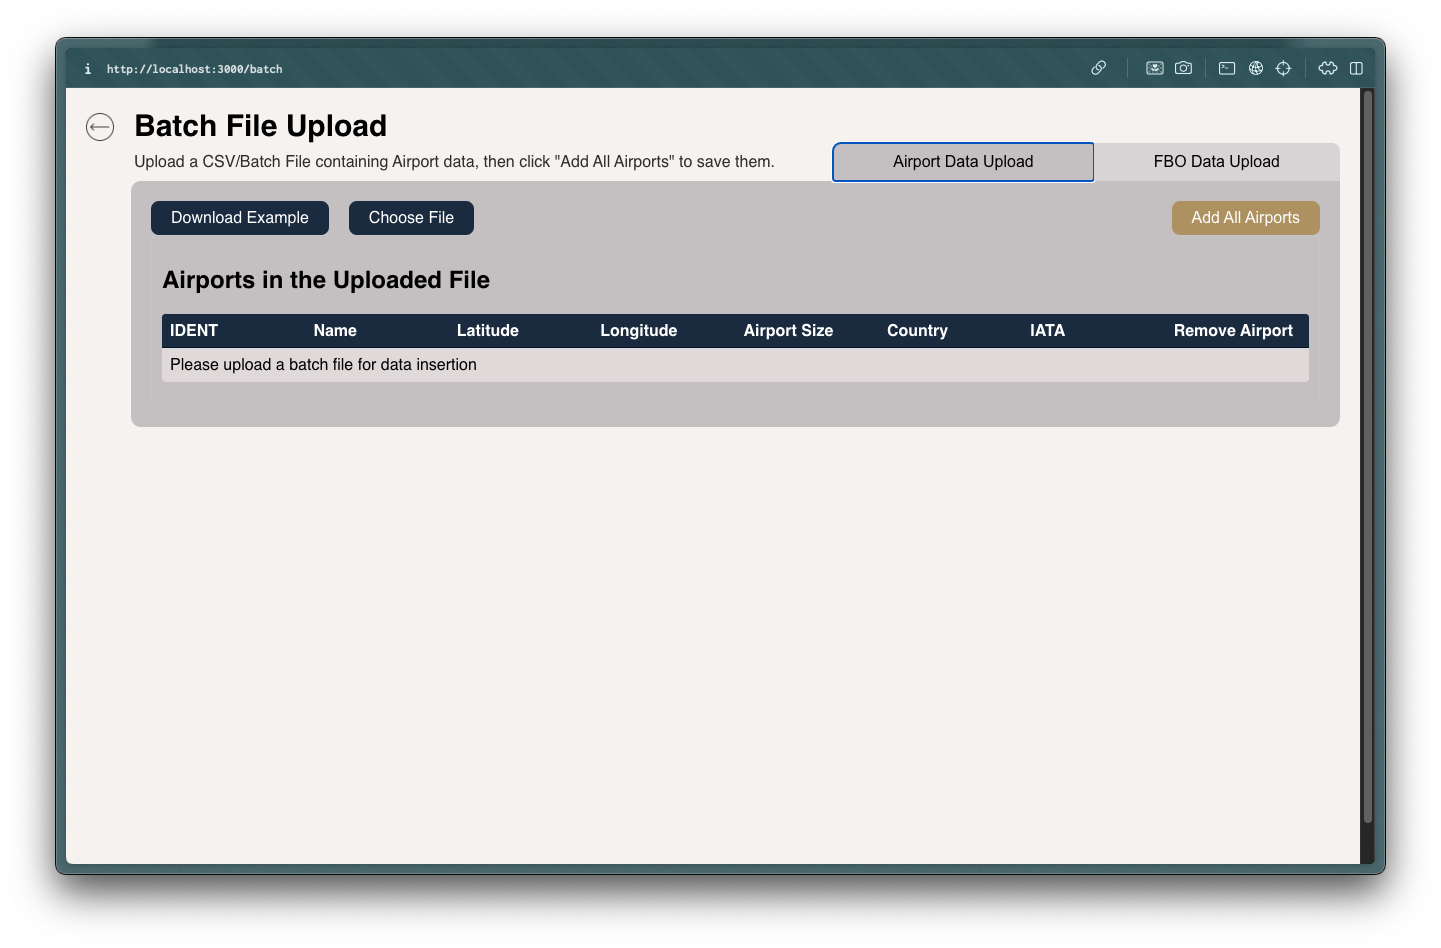 i http://localhost:3000/batch
Batch File Upload
Upload a CSV/Batch File containing Airport data, then click "Add All Airports" to save them.
Airport Data Upload FBO Data Upload
Download Example Choose File Add All Airports
Airports in the Uploaded File
IDENT Name Latitude Longitude Airport Size Country IATA Remove Airport
Please upload a batch file for data insertion